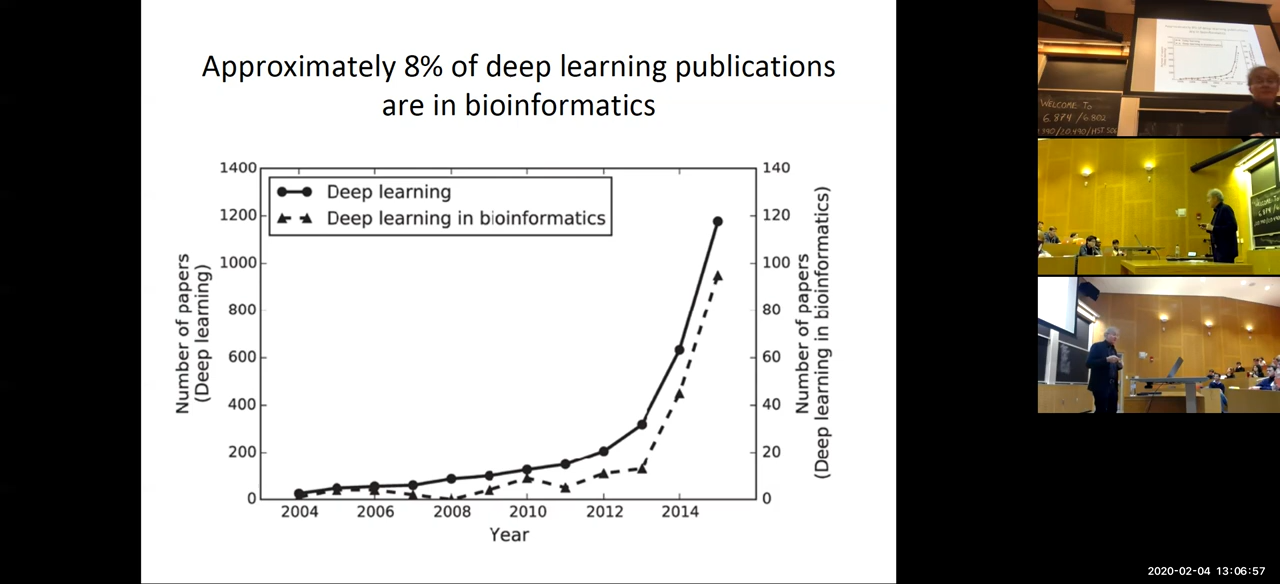 Approximately 8% of deep learning publications
are in bioinformatics
1400
1200
1000
800
600
400
200
0
Number of papers
(Deep learning)
Deep learning
Deep learning in bioinformatics
140
120
100
80
60
40
20
0
Number of papers
(Deep learning in bioinformatics)
2004
2006
2008
2010
2012
2014
Year
WELCOME TO
6.874 / 6.802
2020-02-04 13:06:57